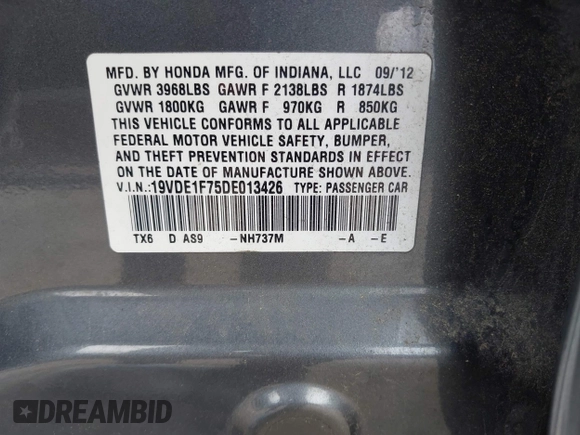 MFD. BY HONDA MFG. OF INDIANA, LLC 09/'12
GVWR 3968LBS GAWR F 2138LBS R 1874LBS
GVWR 1800KG GAWR F 970KG R 850KG
THIS VEHICLE CONFORMS TO ALL APPLICABLE
FEDERAL MOTOR VEHICLE SAFETY, BUMPER,
AND THEFT PREVENTION STANDARDS IN EFFECT
ON THE DATE OF MANUFACTURE SHOWN ABOVE.
V.I.N.:19VDE1F75DE013426 TYPE: PASSENGER CAR
TX6 D AS9 -NH737M -A -E
DREAMBID